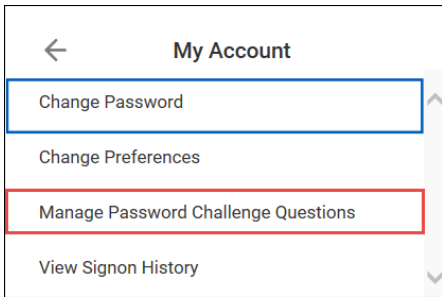 My Account
Change Password
Change Preferences
Manage Password Challenge Questions
View Signon History